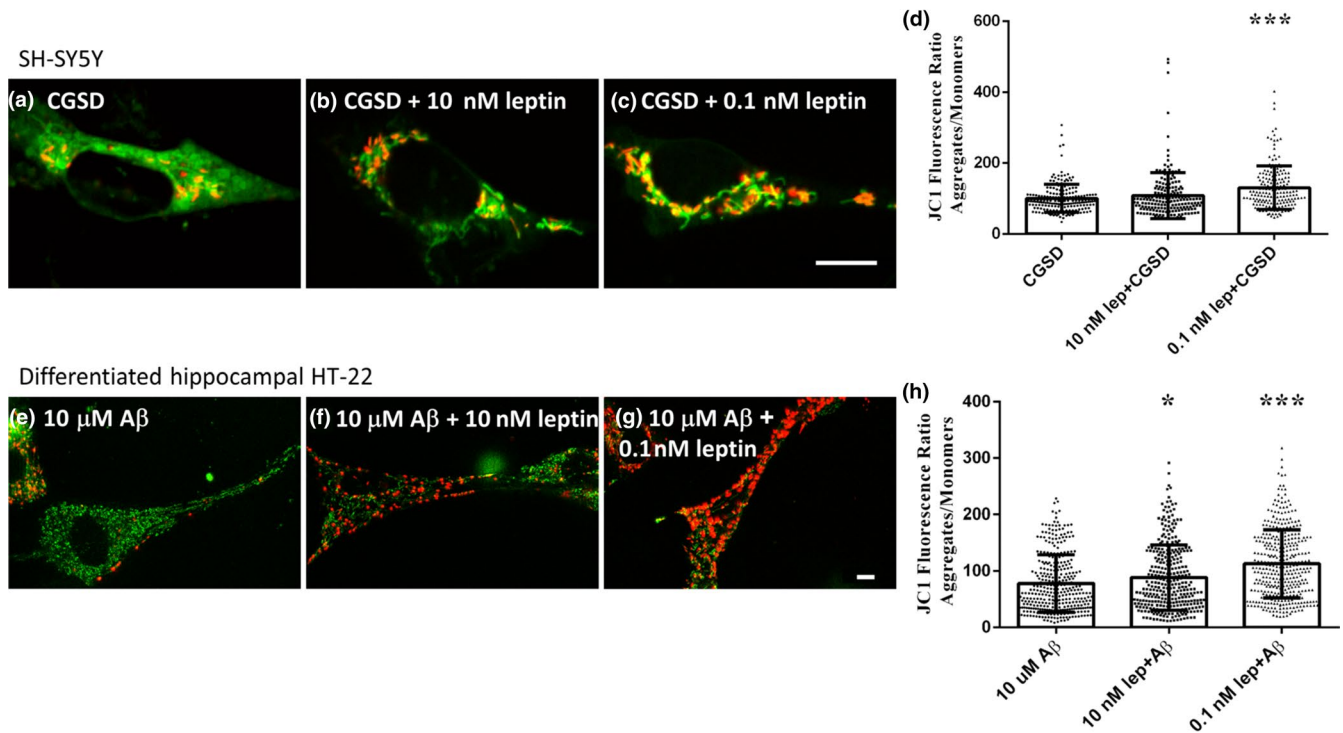 SH-SY5Y
(a) CGSD
(b) CGSD + 10 nM leptin
(c) CGSD + 0.1 nM leptin
(d)
***
JC1 Fluorescence Ratio
Aggregates/Monomers
600
400
200
0
CGSD
10 nM lep+CGSD
0.1 nM lep+CGSD
Differentiated hippocampal HT-22
(e) 10 μM Aβ
(f) 10 μM Aβ + 10 nM leptin
(g) 10 μM Aβ +
0.1nM leptin
(h)
*
***
JC1 Fluorescence Ratio
Aggregates/Monomers
400
300
200
100
0
10 uM Aβ
10 nM lep+Aβ
0.1 nM lep+Aβ